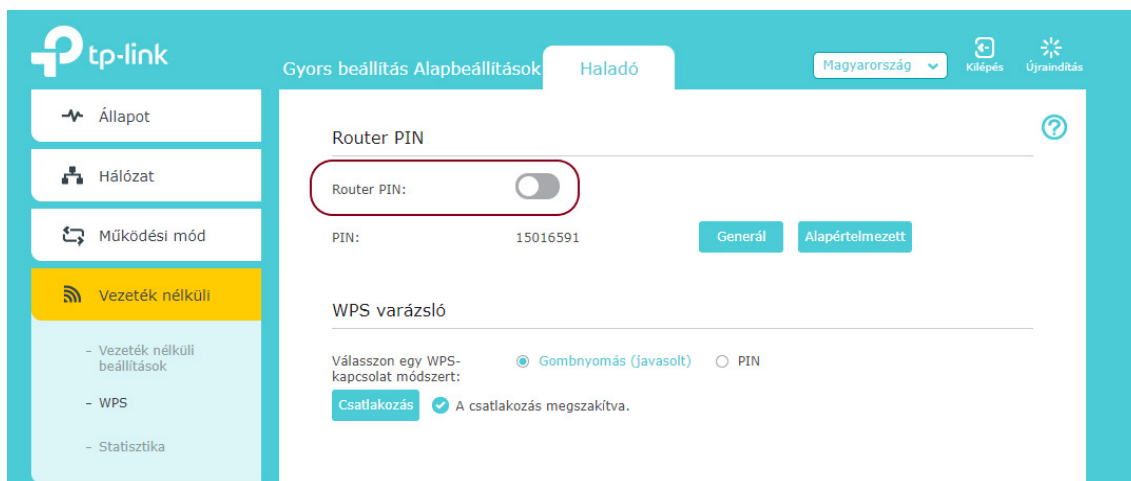 tp-link
Gyors beállítás Alapbeállítások Haladó Magyarország Kilépés Újraindítás
Állapot
Hálózat
Működési mód
Vezeték nélküli
- Vezeték nélküli
beállítások
- WPS
- Statisztika
Router PIN
Router PIN:
PIN: 15016591 Generál Alapértelmezett
WPS varázsló
Válasszon egy WPS-
kapcsolat módszert:
Gombnyomás (javasolt) PIN
Csatlakozás A csatlakozás megszakítva.